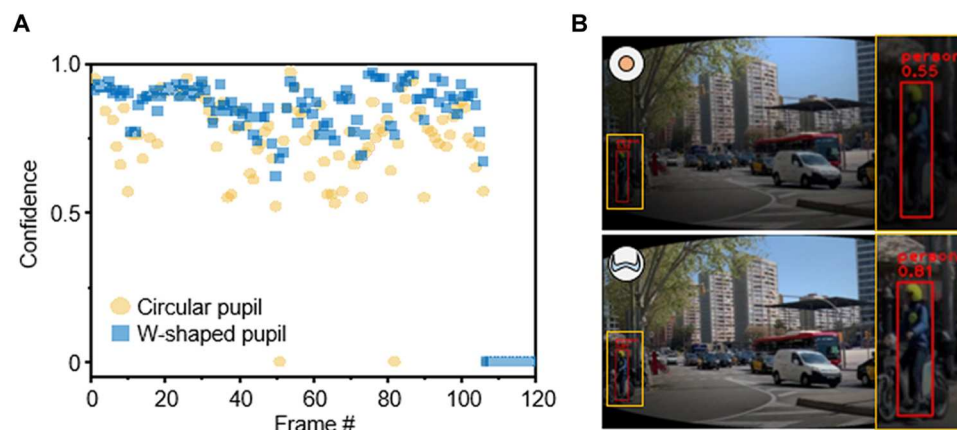 A
B
1.0
0.5
0
Confidence
Circular pupil
W-shaped pupil
0 20 40 60 80 100 120
Frame #
person
0.55
person
0.81